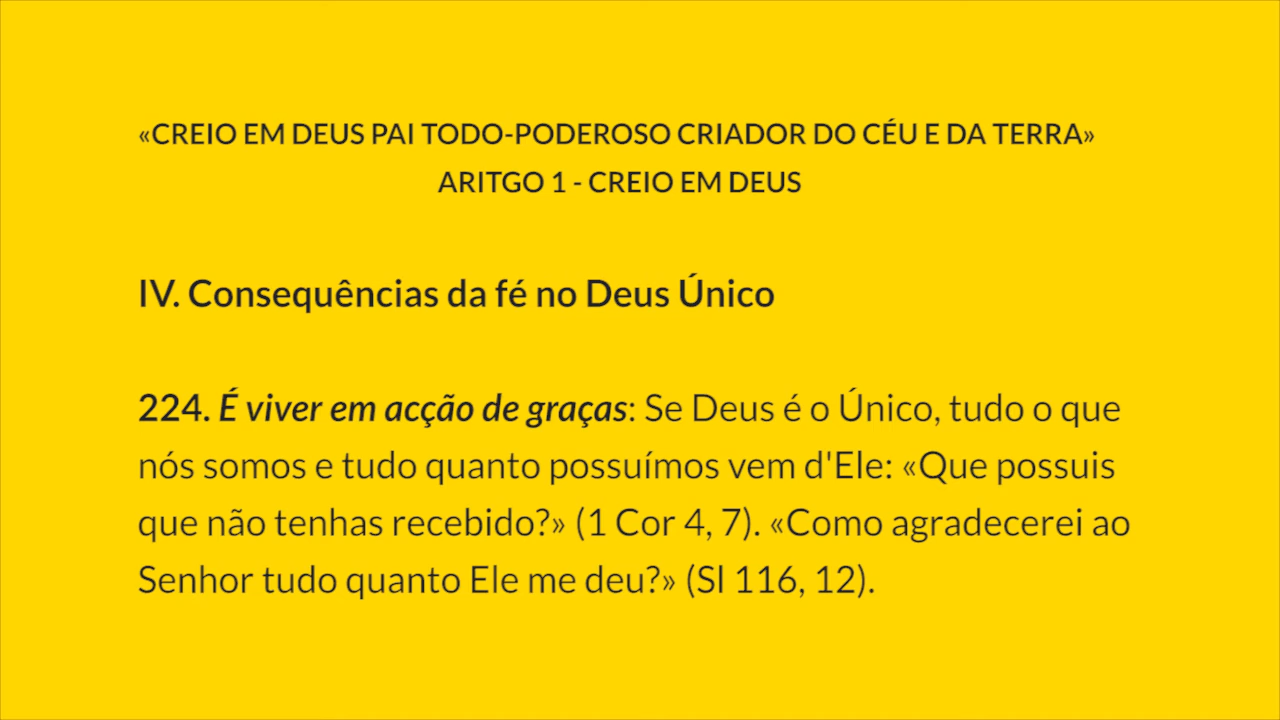 «CREIO EM DEUS PAI TODO-PODEROSO CRIADOR DO CÉU E DA TERRA»
ARITGO 1 - CREIO EM DEUS
IV. Consequências da fé no Deus Único
224. É viver em acção de graças: Se Deus é o Único, tudo o que
nós somos e tudo quanto possuímos vem d'Ele: «Que possuis
que não tenhas recebido?» (1 Cor 4, 7). «Como agradecerei ao
Senhor tudo quanto Ele me deu?» (Sl 116, 12).